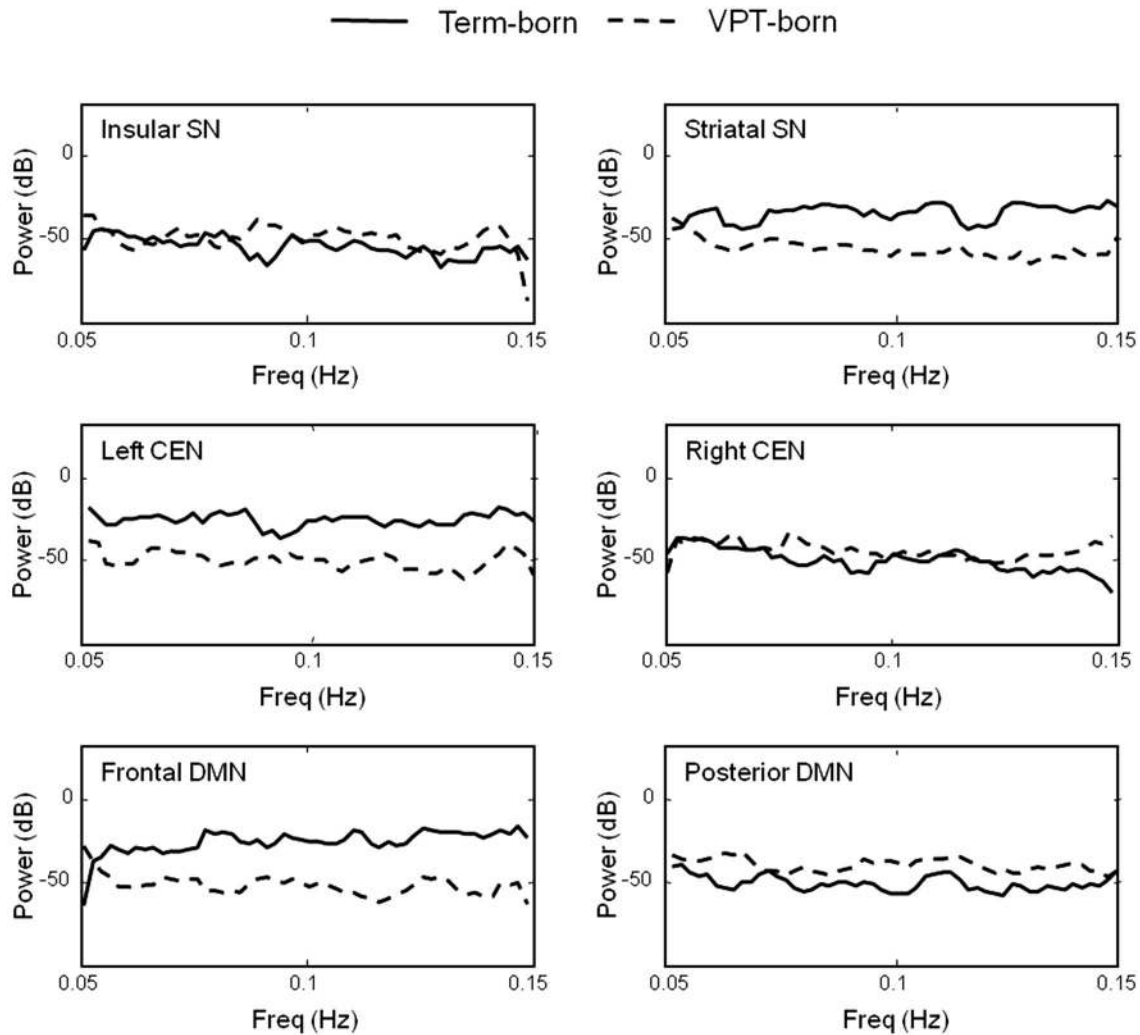 Term-born VPT-born
Insular SN
Power (dB)
0
-50
0.05 0.1 0.15
Freq (Hz)
Striatal SN
Power (dB)
0
-50
0.05 0.1 0.15
Freq (Hz)
Left CEN
Power (dB)
0
-50
0.05 0.1 0.15
Freq (Hz)
Right CEN
Power (dB)
0
-50
0.05 0.1 0.15
Freq (Hz)
Frontal DMN
Power (dB)
0
-50
0.05 0.1 0.15
Freq (Hz)
Posterior DMN
Power (dB)
0
-50
0.05 0.1 0.15
Freq (Hz)